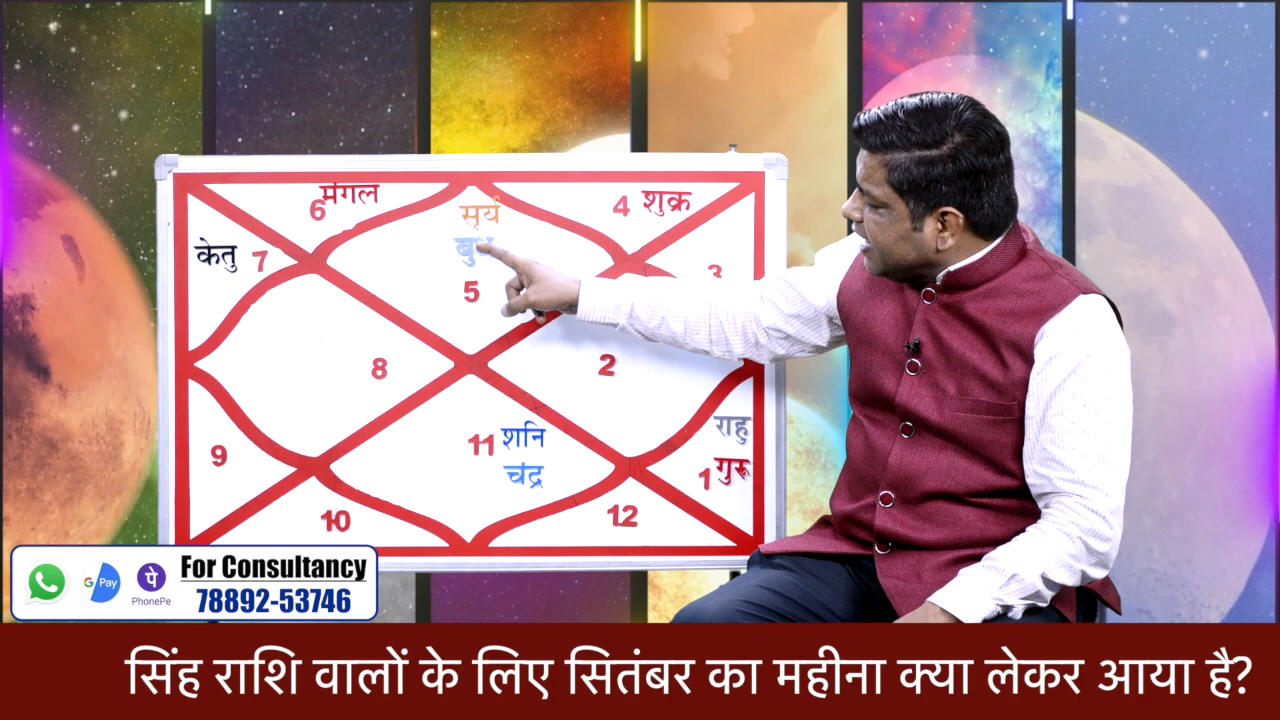 6 मंगल
सूर्य
बुध
5
4 शुक्र
केतु 7
3
8
2
9
11 शनि
चंद्र
राहु
1 गुरू
10
12
G Pay
पे
PhonePe
For Consultancy
78892-53746
सिंह राशि वालों के लिए सितंबर का महीना क्या लेकर आया है?